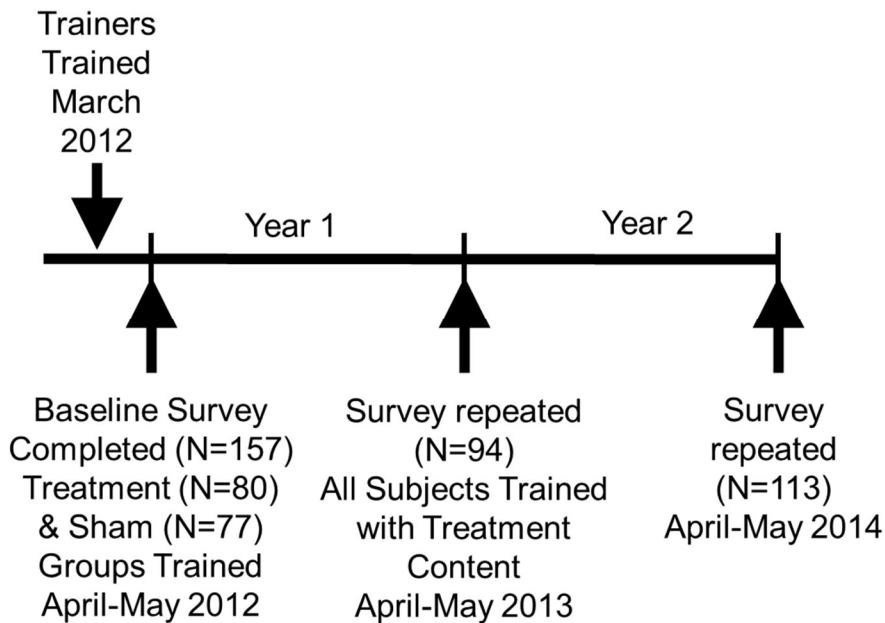 Trainers
Trained
March
2012
Year 1
Year 2
Baseline Survey
Completed (N=157)
Treatment (N=80)
& Sham (N=77)
Groups Trained
April-May 2012
Survey repeated
(N=94)
All Subjects Trained
with Treatment
Content
April-May 2013
Survey
repeated
(N=113)
April-May 2014